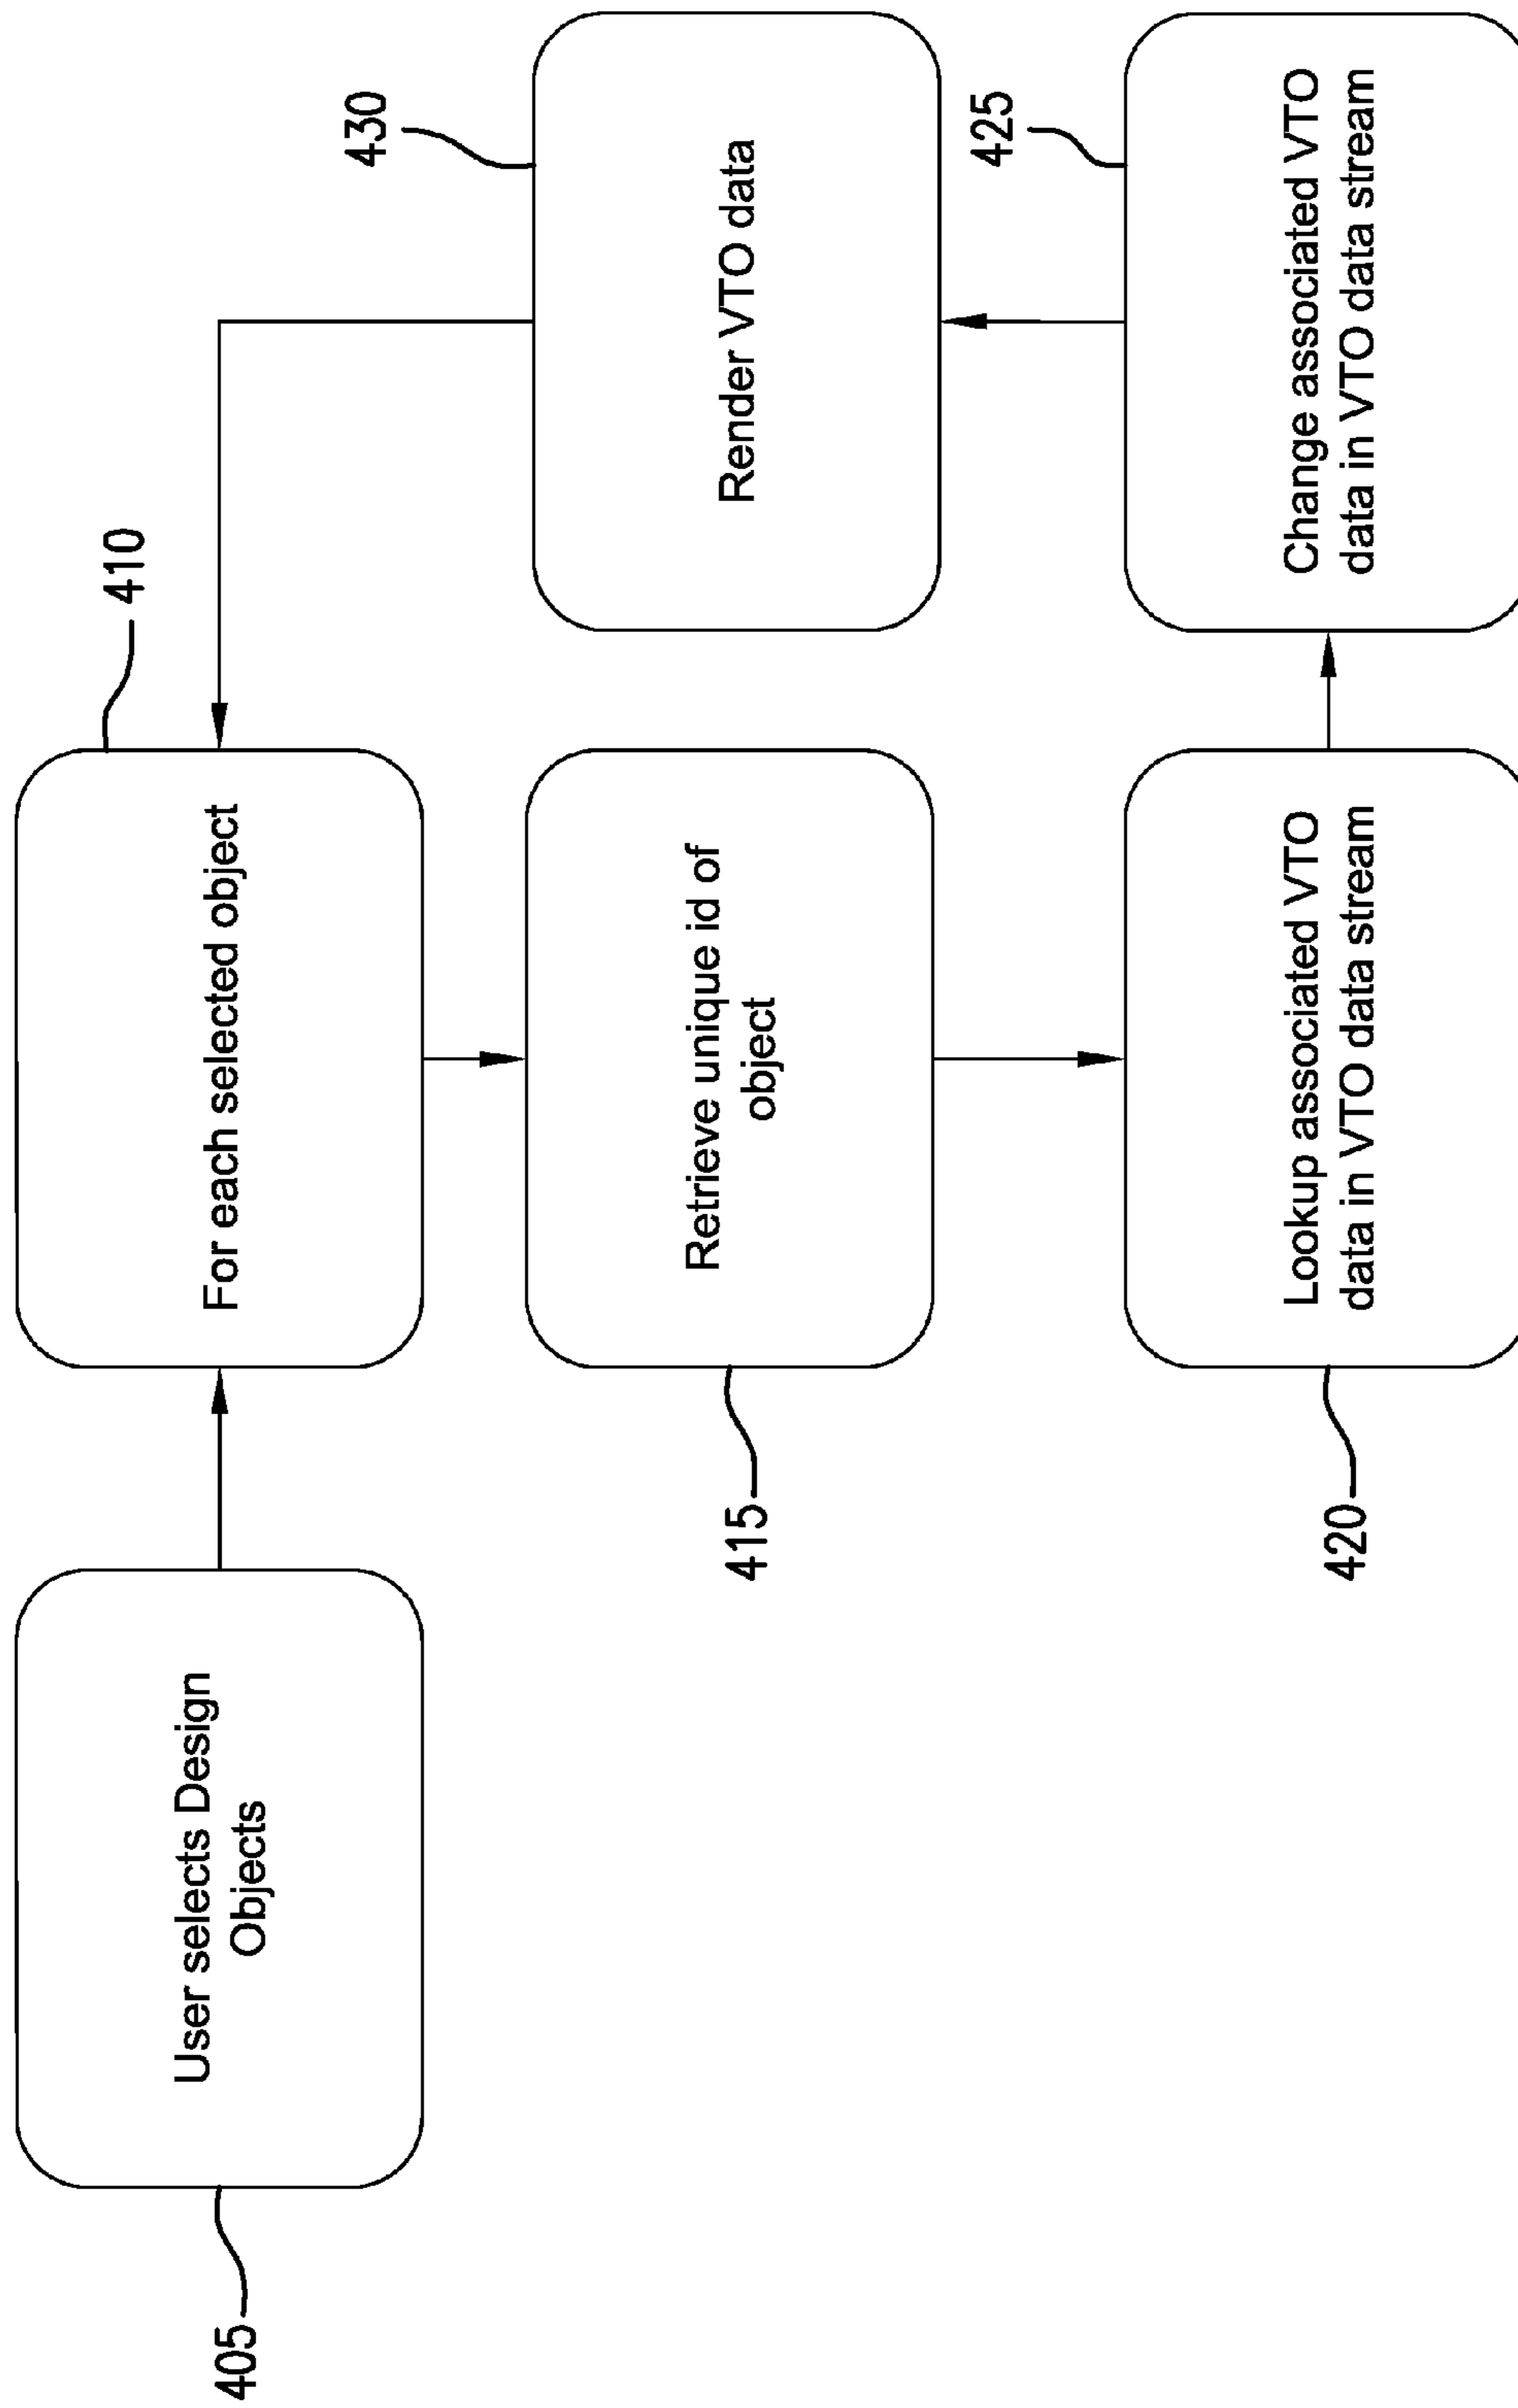 405
User selects Design
Objects
410
For each selected object
415
Retrieve unique id of
object
420
Lookup associated VTO
data in VTO data stream
425
Change associated VTO
data in VTO data stream
430
Render VTO data